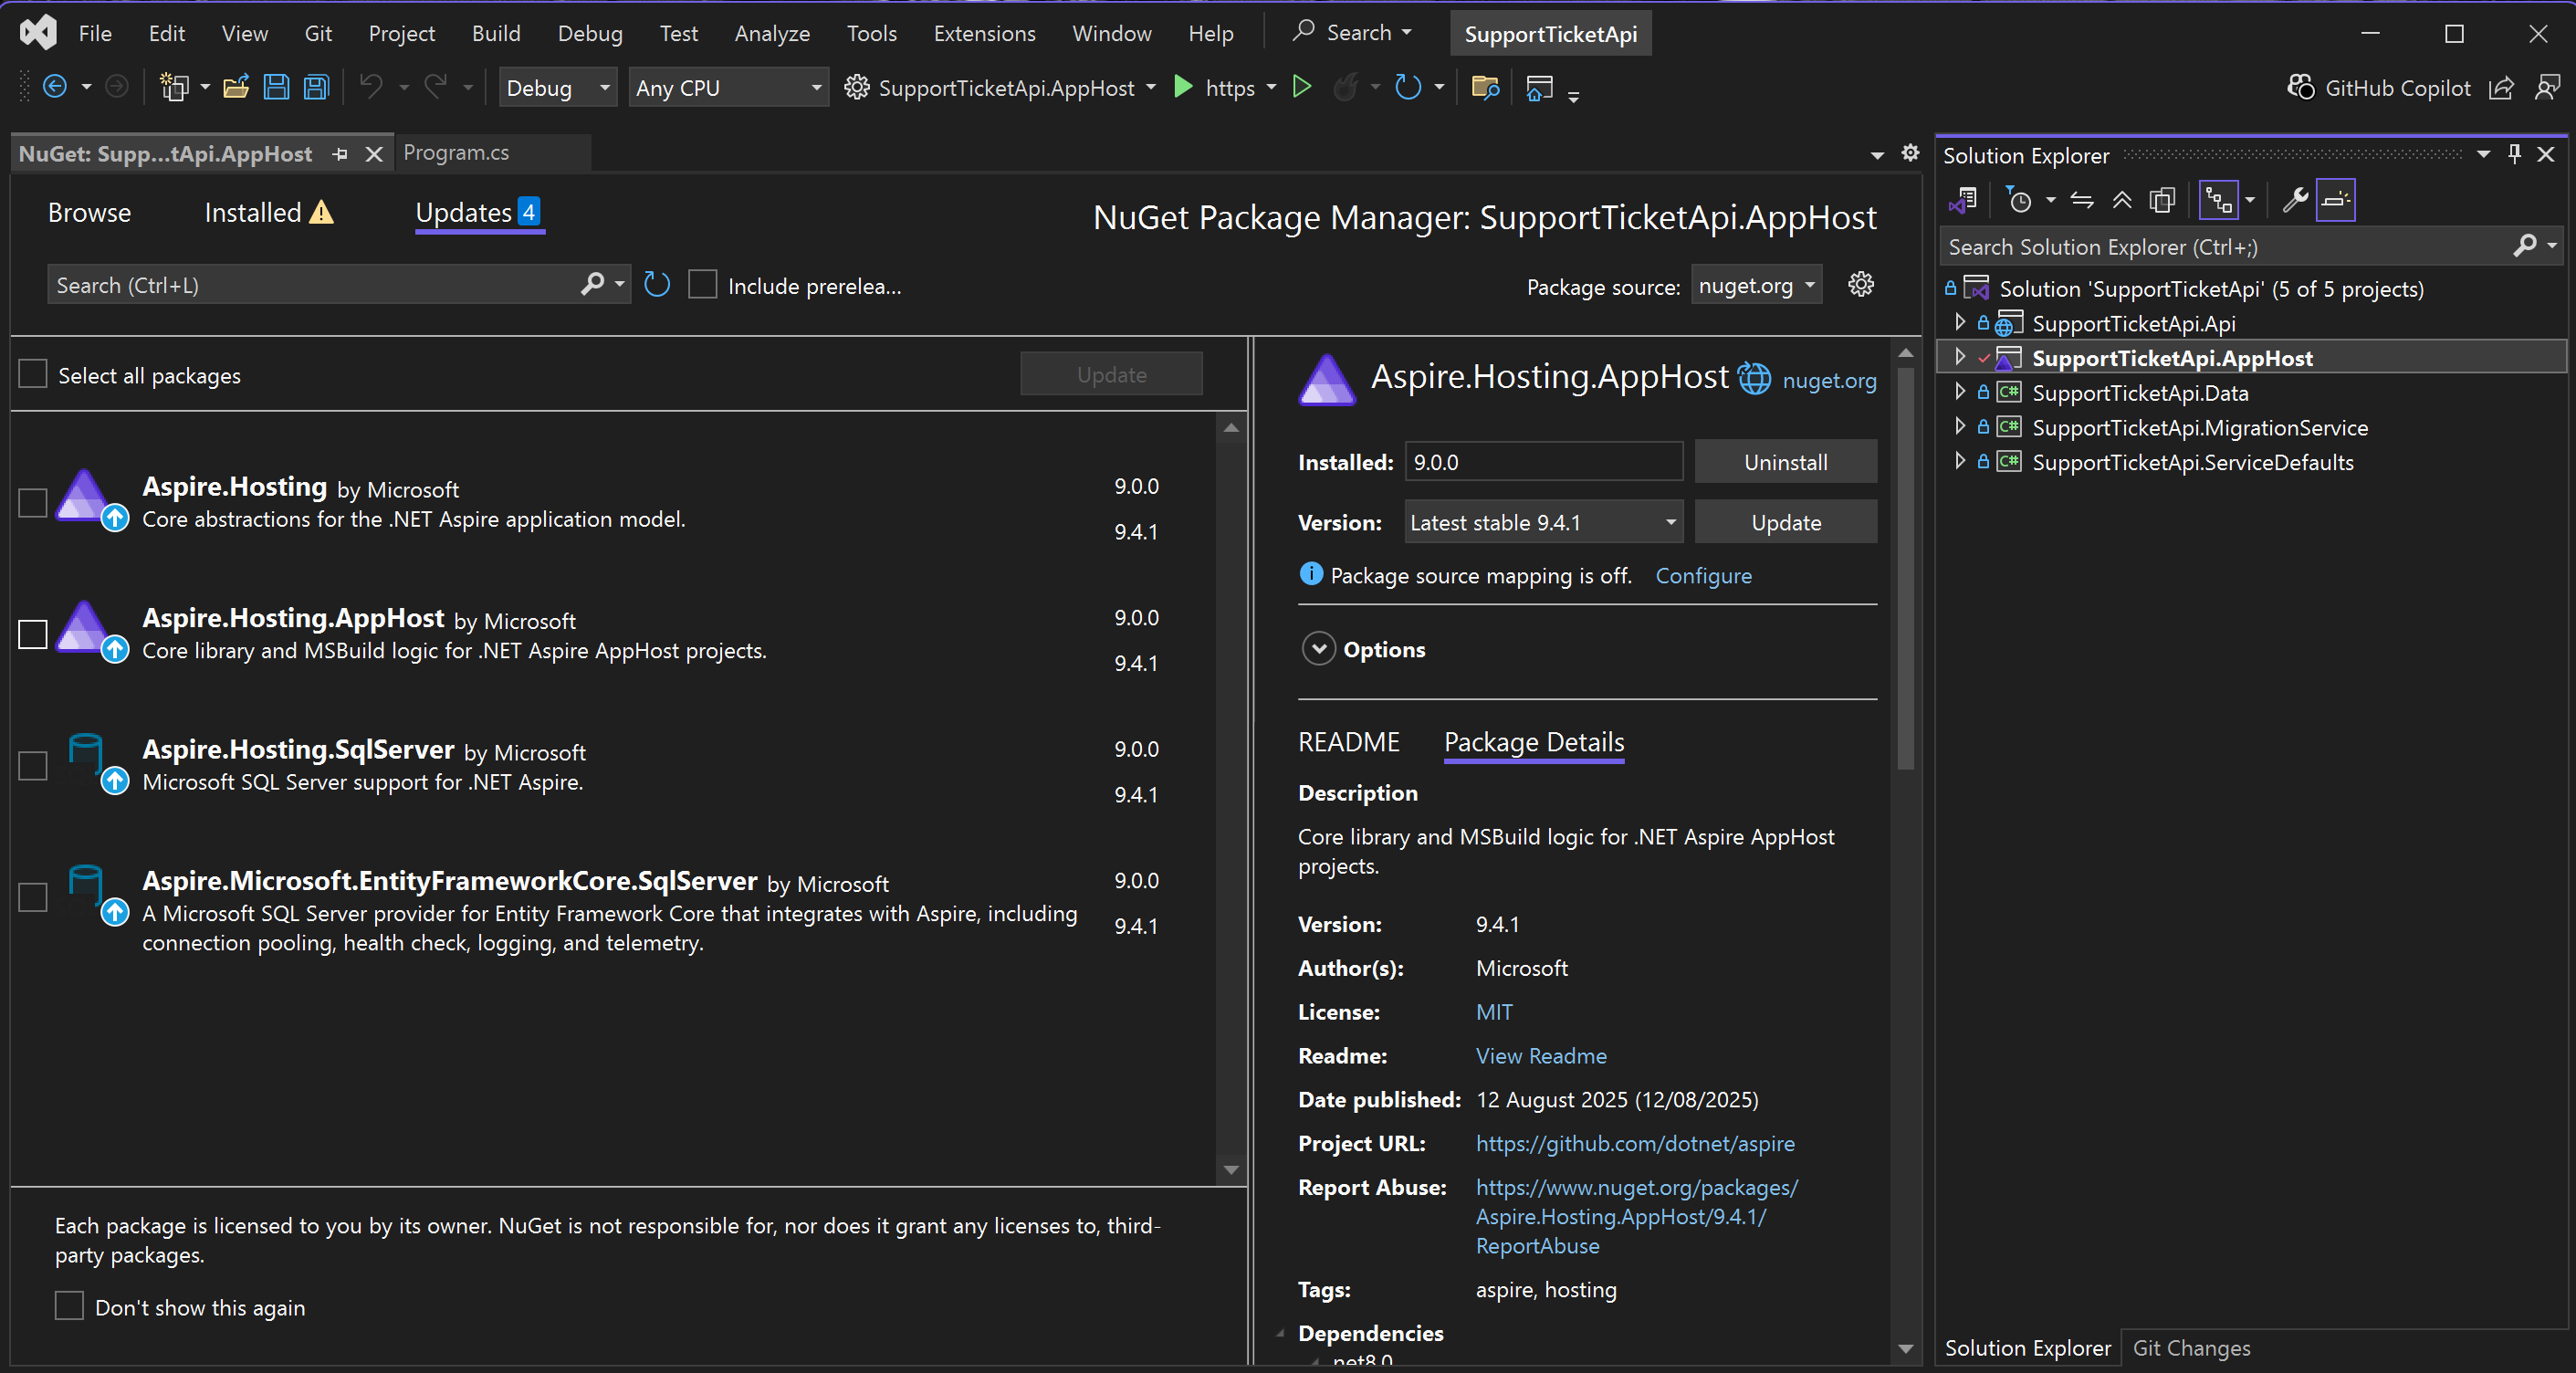 File Edit View Git Project Build Debug Test Analyze Tools Extensions Window Help Search SupportTicketApi
Debug Any CPU SupportTicketApi.AppHost https GitHub Copilot
NuGet: Supp...tApi.AppHost Program.cs
Browse Installed Updates 4
NuGet Package Manager: SupportTicketApi.AppHost
Search (Ctrl+L) Include prerelea... Package source: nuget.org
Select all packages Update
Aspire.Hosting by Microsoft 9.0.0
Core abstractions for the .NET Aspire application model.
9.4.1
Aspire.Hosting.AppHost by Microsoft 9.0.0
Core library and MSBuild logic for .NET Aspire AppHost projects.
9.4.1
Aspire.Hosting.SqlServer by Microsoft 9.0.0
Microsoft SQL Server support for .NET Aspire.
9.4.1
Aspire.Microsoft.EntityFrameworkCore.SqlServer by Microsoft 9.0.0
A Microsoft SQL Server provider for Entity Framework Core that integrates with Aspire, including
9.4.1
connection pooling, health check, logging, and telemetry.
Each package is licensed to you by its owner. NuGet is not responsible for, nor does it grant any licenses to, third-
party packages.
Don't show this again
Aspire.Hosting.AppHost nuget.org
Installed: 9.0.0 Uninstall
Version: Latest stable 9.4.1 Update
Package source mapping is off. Configure
Options
README Package Details
Description
Core library and MSBuild logic for .NET Aspire AppHost
projects.
Version: 9.4.1
Author(s): Microsoft
License: MIT
Readme: View Readme
Date published: 12 August 2025 (12/08/2025)
Project URL: https://github.com/dotnet/aspire
Report Abuse: https://www.nuget.org/packages/
Aspire.Hosting.AppHost/9.4.1/
ReportAbuse
Tags: aspire, hosting
Dependencies
net8.0
Solution Explorer
Search Solution Explorer (Ctrl+;)
Solution 'SupportTicketApi' (5 of 5 projects)
SupportTicketApi.Api
SupportTicketApi.AppHost
C# SupportTicketApi.Data
C# SupportTicketApi.MigrationService
C# SupportTicketApi.ServiceDefaults
Solution Explorer Git Changes